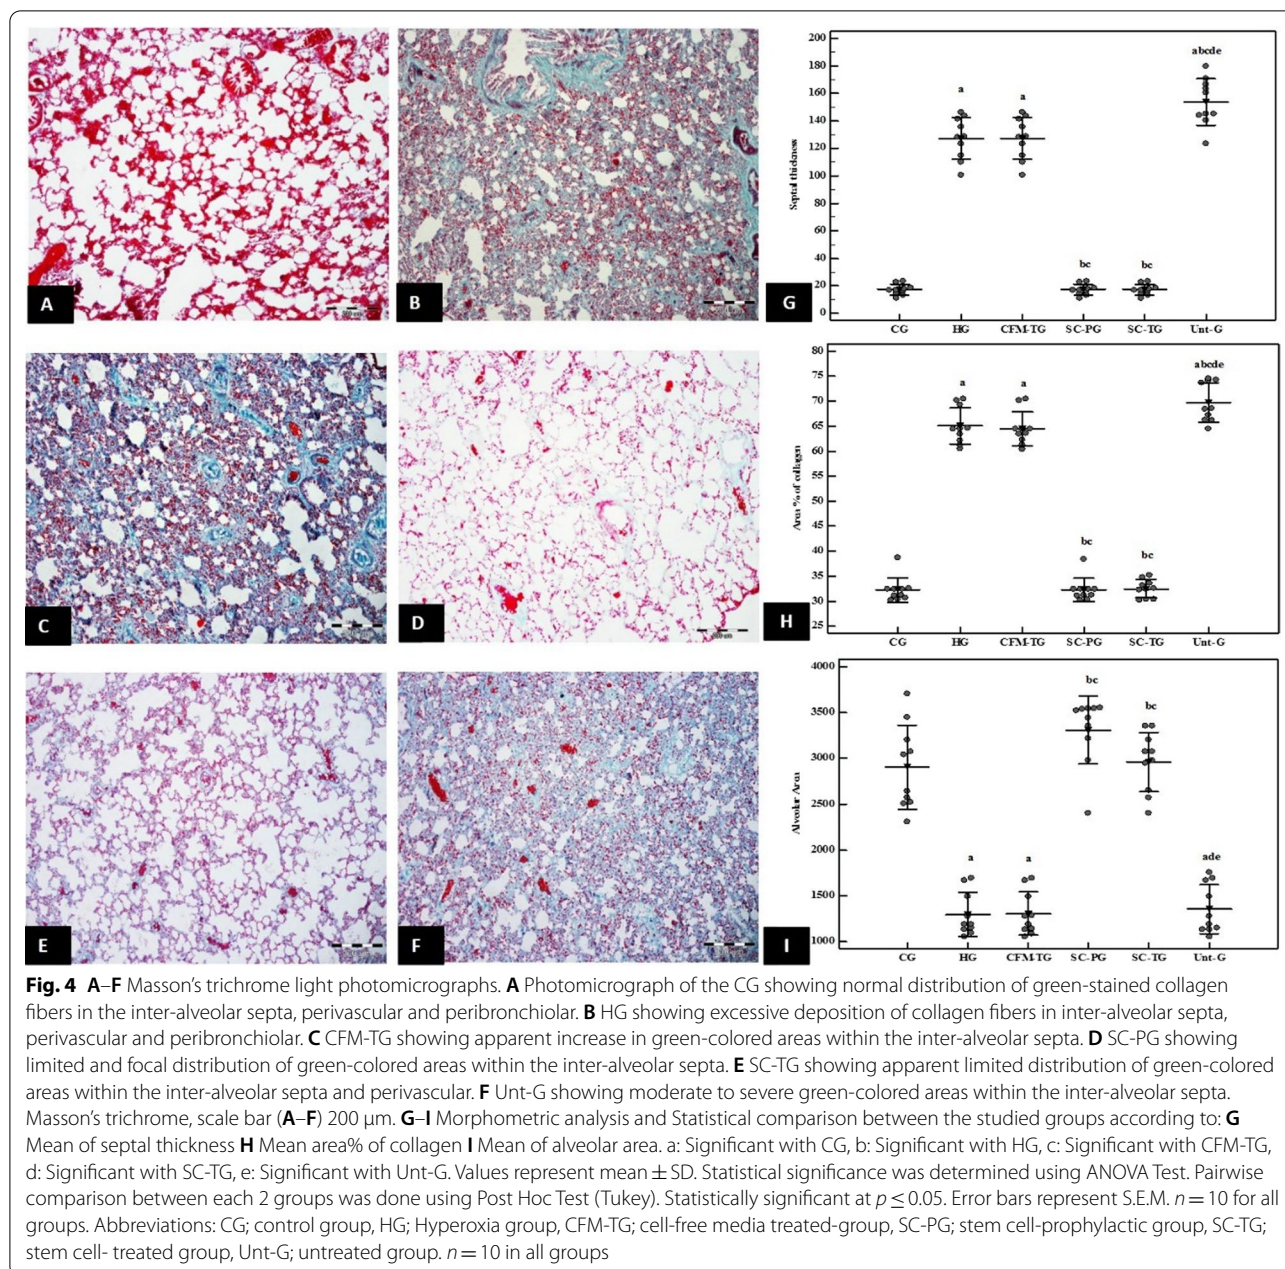 A
B
G
Septal thickness
200
180
160
140
120
100
80
60
40
20
0
a
a
bc
bc
abcde
CG HG CFM-TG SC-PG SC-TG Unt-G
C
D
200 µm
H
Area % of collagen
80
75
70
65
60
55
50
45
40
35
30
25
a
a
bc
bc
abcde
CG HG CFM-TG SC-PG SC-TG Unt-G
E
F
I
Alveolar Area
4000
3500
3000
2500
2000
1500
1000
a
a
bc
bc
ade
CG HG CFM-TG SC-PG SC-TG Unt-G
Fig. 4 A–F Masson's trichrome light photomicrographs. A Photomicrograph of the CG showing normal distribution of green-stained collagen
fibers in the inter-alveolar septa, perivascular and peribronchiolar. B HG showing excessive deposition of collagen fibers in inter-alveolar septa,
perivascular and peribronchiolar. C CFM-TG showing apparent increase in green-colored areas within the inter-alveolar septa. D SC-PG showing
limited and focal distribution of green-colored areas within the inter-alveolar septa. E SC-TG showing apparent limited distribution of green-colored
areas within the inter-alveolar septa and perivascular. F Unt-G showing moderate to severe green-colored areas within the inter-alveolar septa.
Masson's trichrome, scale bar (A–F) 200 µm. G–I Morphometric analysis and Statistical comparison between the studied groups according to: G
Mean of septal thickness H Mean area% of collagen I Mean of alveolar area. a: Significant with CG, b: Significant with HG, c: Significant with CFM-TG,
d: Significant with SC-TG, e: Significant with Unt-G. Values represent mean ± SD. Statistical significance was determined using ANOVA Test. Pairwise
comparison between each 2 groups was done using Post Hoc Test (Tukey). Statistically significant at p ≤ 0.05. Error bars represent S.E.M. n = 10 for all
groups. Abbreviations: CG; control group, HG; Hyperoxia group, CFM-TG; cell-free media treated-group, SC-PG; stem cell-prophylactic group, SC-TG;
stem cell- treated group, Unt-G; untreated group. n = 10 in all groups